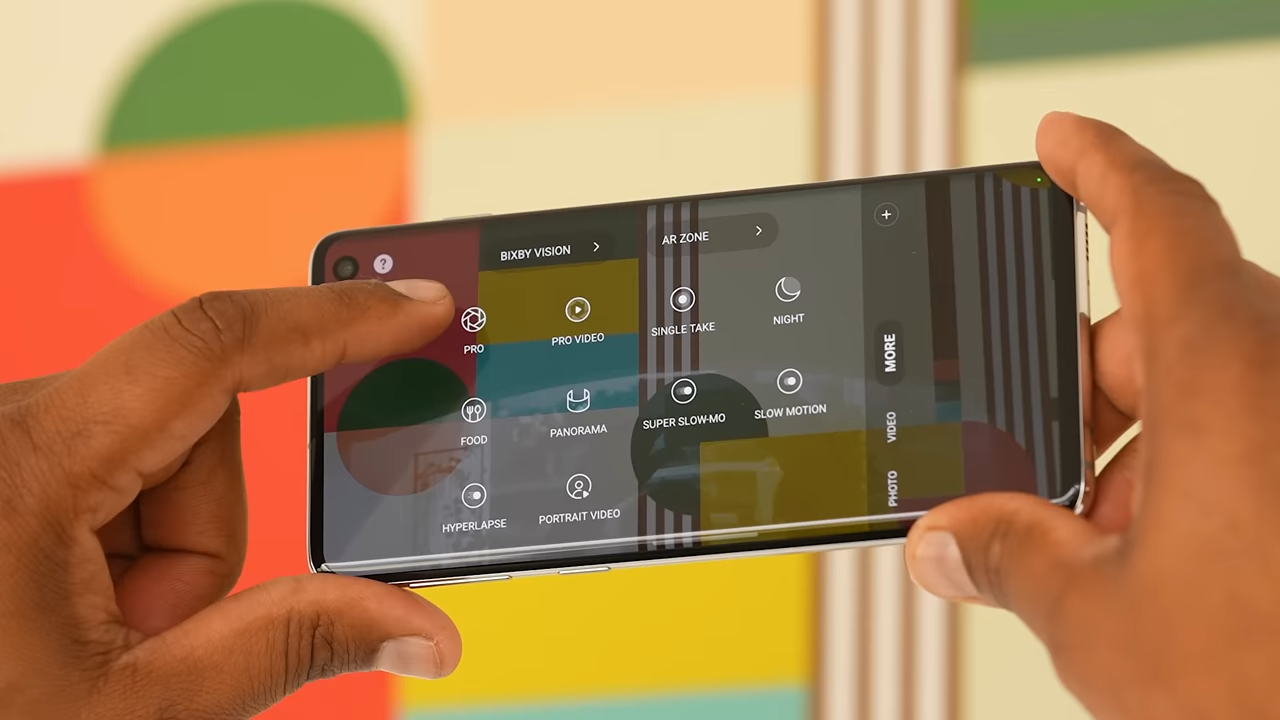 ?
BIXBY VISION >
AR ZONE >
+
PRO
PRO VIDEO
SINGLE TAKE
NIGHT
FOOD
PANORAMA
SUPER SLOW-MO
SLOW MOTION
HYPERLAPSE
PORTRAIT VIDEO
MORE
VIDEO
PHOTO